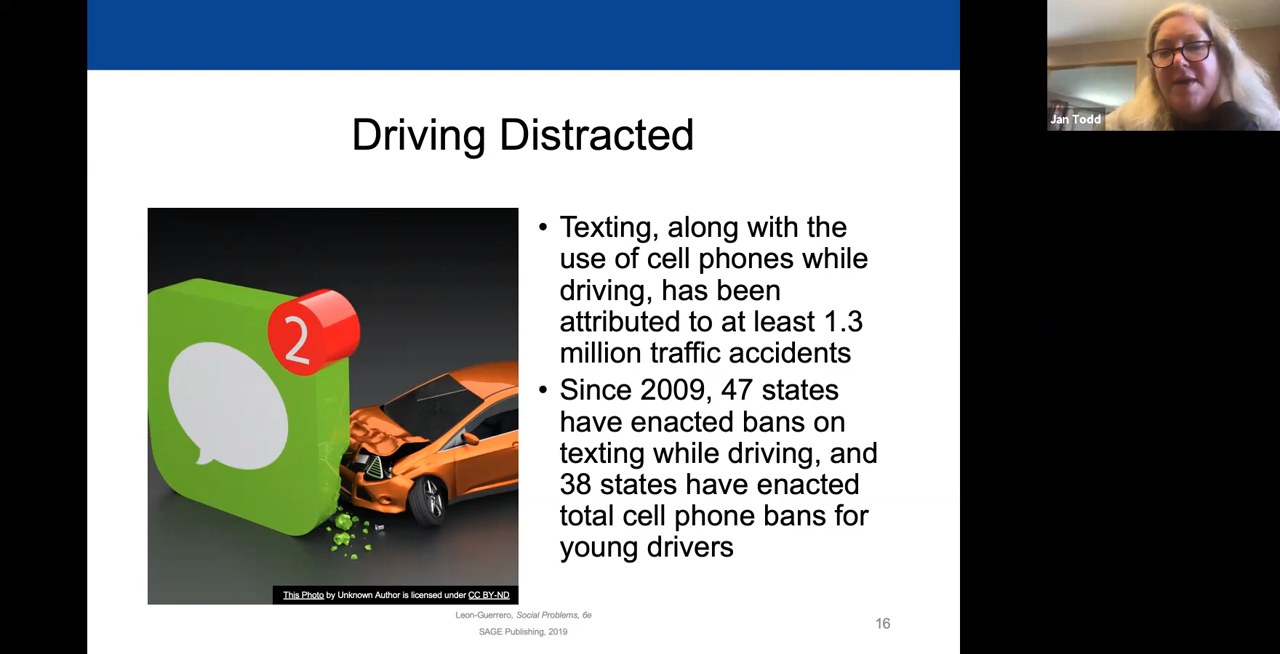 Driving Distracted
2
• Texting, along with the
use of cell phones while
driving, has been
attributed to at least 1.3
million traffic accidents
• Since 2009, 47 states
have enacted bans on
texting while driving, and
38 states have enacted
total cell phone bans for
young drivers
This Photo by Unknown Author is licensed under CC BY-ND
Leon-Guerrero, Social Problems, 6e
SAGE Publishing, 2019
16
Jan Todd